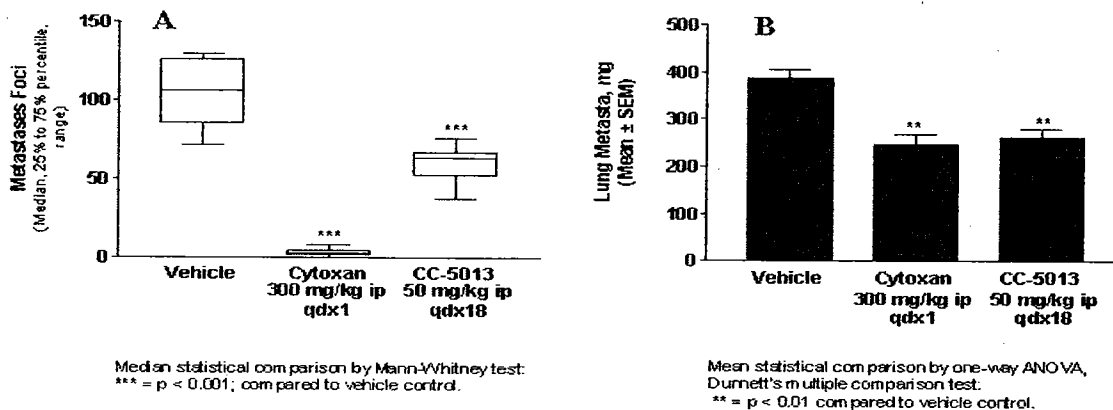 A
Metastases Foci
(Median, 25% to 75% percentile,
range)
150
100
50
0
***
***
Vehicle
Cytoxan
300 mg/kg ip
qdx1
CC-5013
50 mg/kg ip
qdx18
Median statistical comparison by Mann-Whitney test:
*** = p < 0.001; compared to vehicle control.
B
Lung Metasta, mg
(Mean ± SEM)
500
400
300
200
100
0
**
**
Vehicle
Cytoxan
300 mg/kg ip
qdx1
CC-5013
50 mg/kg ip
qdx18
Mean statistical comparison by one-way ANOVA,
Dunnett's multiple comparison test:
** = p < 0.01 compared to vehicle control.